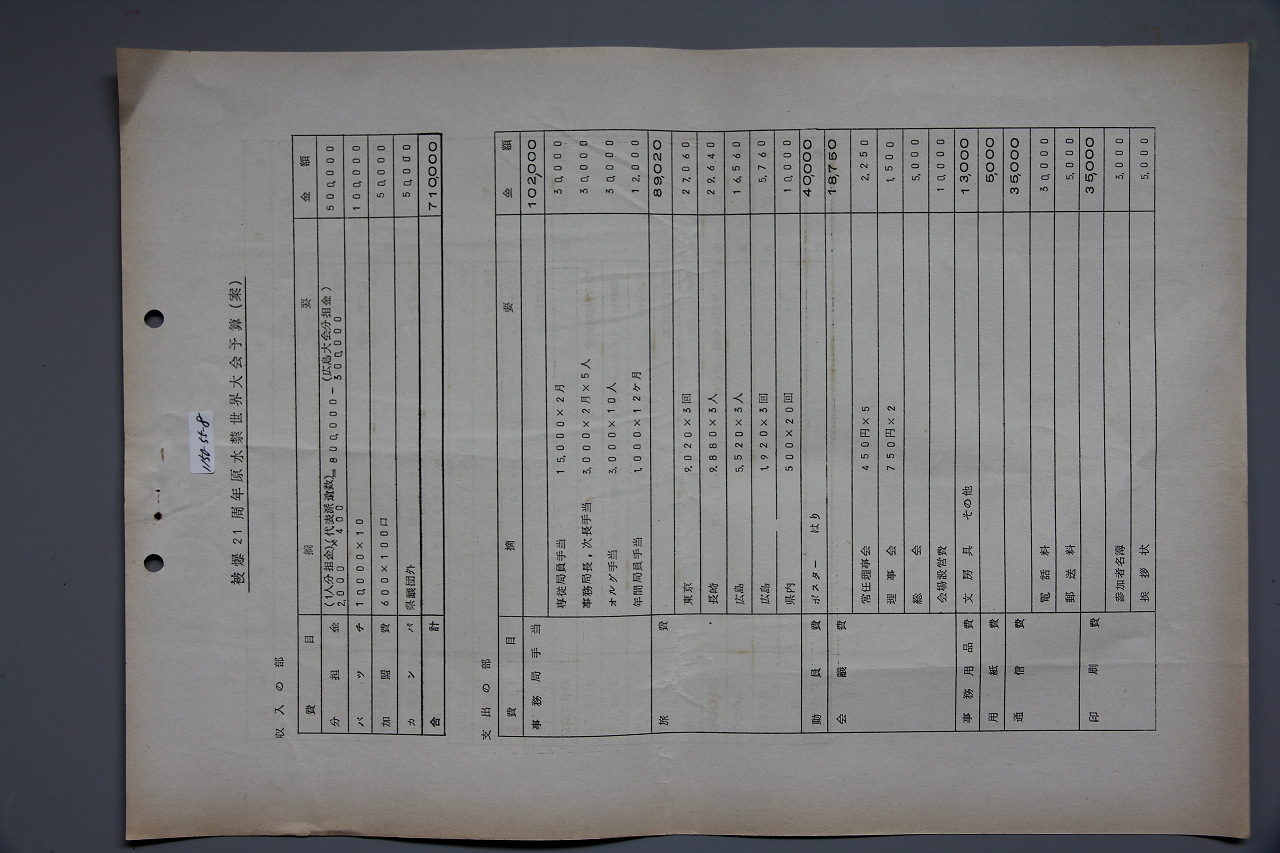 1150-55-8
被爆21周年原水禁世界大会予算(案)
収入の部
費目 摘要 金額
分担金 (1人分担金)×(代表派遣数)=800,000-(広島大会分担金) 500,000
2,000 400 300,000
バッヂ 10,000×10 100,000
加盟費 600×100口 50,000
カンパ 県議団外 50,000
合計 710,000
支出の部
費目 摘要 金額
事務局手当 102,000
専従局員手当 15,000×2月 30,000
事務局長,次長手当 3,000×2月×5人 30,000
オルグ手当 3,000×10人 30,000
年間局員手当 1,000×12ヶ月 12,000
旅費 89,020
東京 9,020×3回 27,060
長崎 9,880×3人 29,640
広島 5,520×3人 16,560
広島 1,920×3回 5,760
県内 500×20回 10,000
動員費 ポスターはり 40,000
会議費 18,750
常任理事会 450円×5 2,250
理事会 750円×2 1,500
総会 5,000
会場設営費 10,000
事務用品費 文房具 その他 13,000
用紙費 5,000
通信費 35,000
電話料 30,000
郵送料 5,000
印刷費 35,000
参加者名簿 3,000
挨拶状 5,000